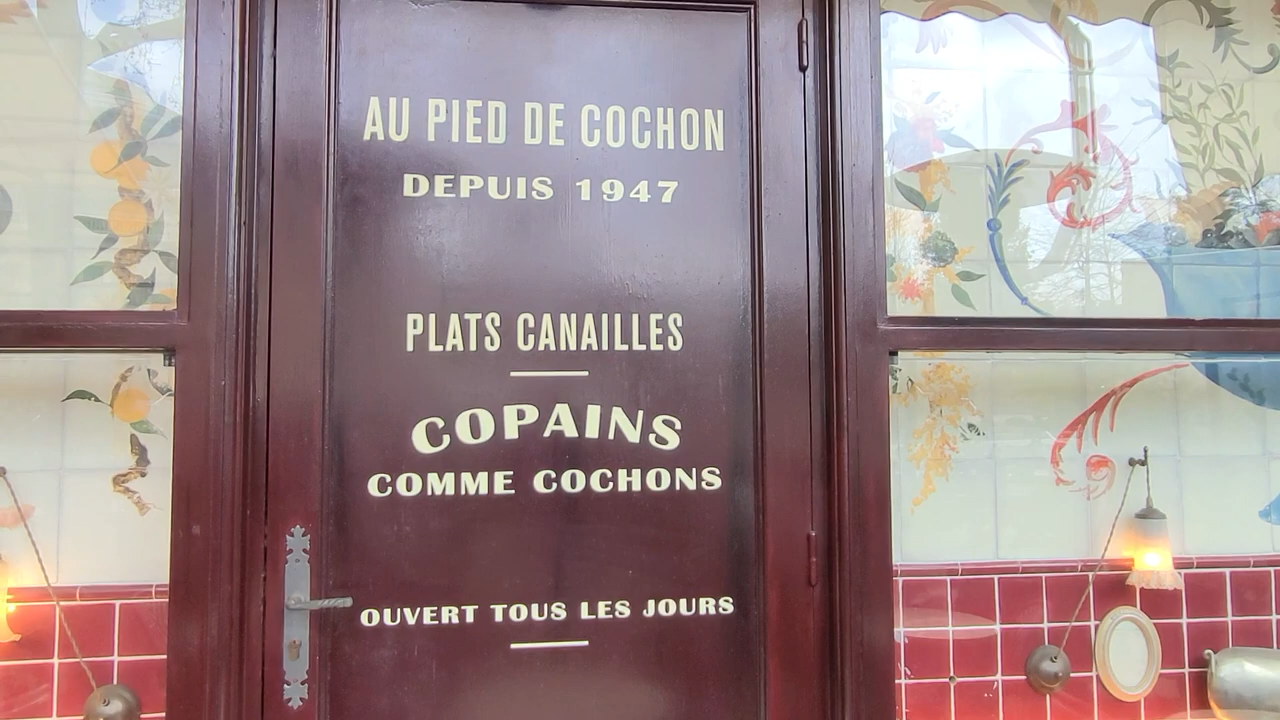 AU PIED DE COCHON
DEPUIS 1947
PLATS CANAILLES
COPAINS
COMME COCHONS
OUVERT TOUS LES JOURS